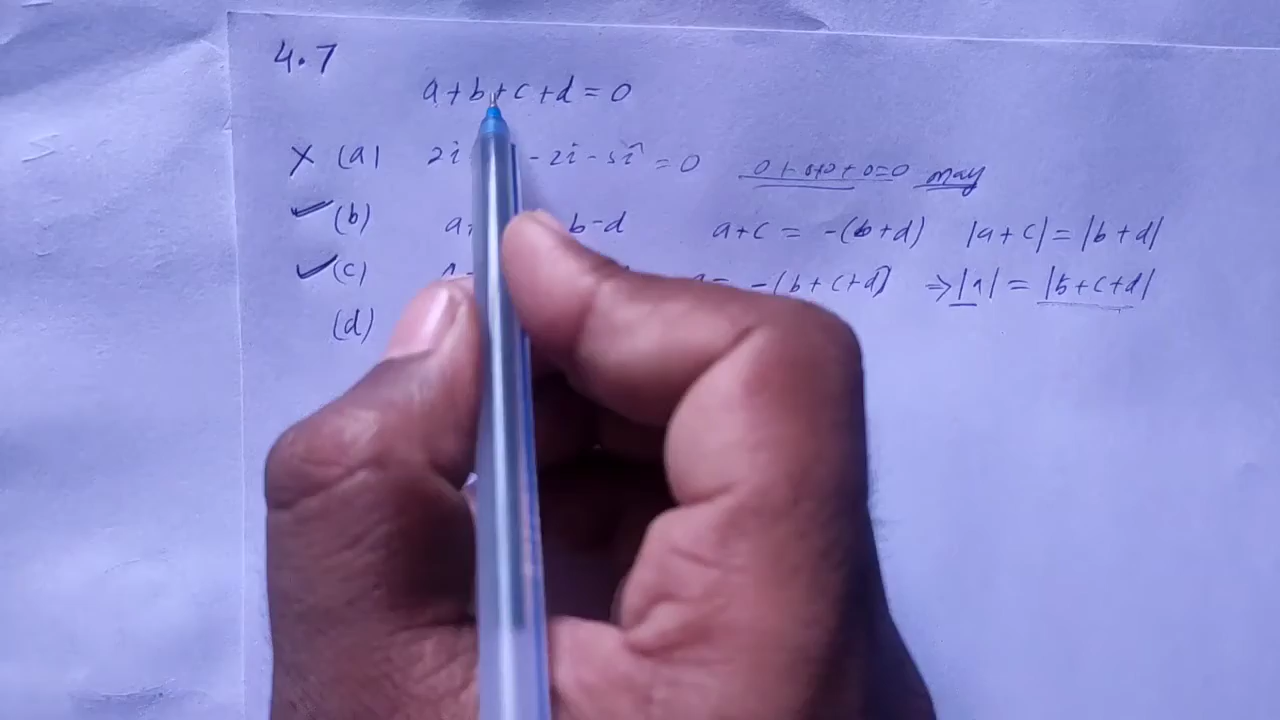 4.7
a+b+c+d = 0
X (a) 2i - 2i - 5i = 0 0+0+0+0=0 may
✓(b) a b-d a+c = -(b+d) |a+c|=|b+d|
✓(c) -(b+c+d) ⇒|a| = |b+c+d|
(d)